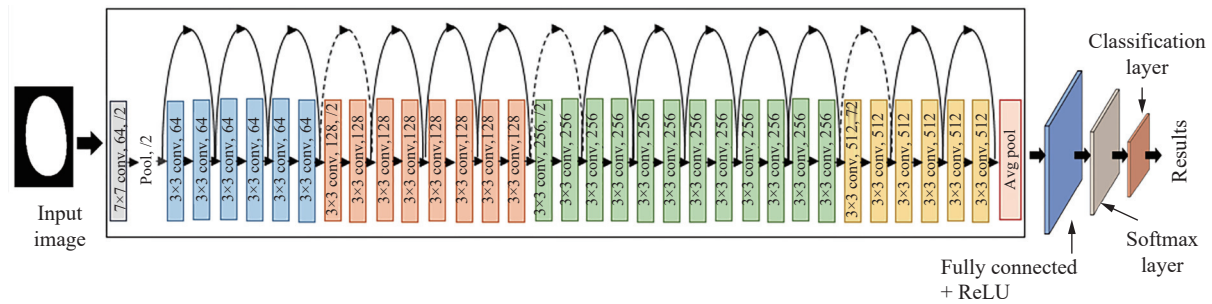 Input
image
7×7 conv, 64, /2
Pool, /2
3×3 conv, 64
3×3 conv, 64
3×3 conv, 64
3×3 conv, 64
3×3 conv, 64
3×3 conv, 64
3×3 conv, 128, /2
3×3 conv,128
3×3 conv,128
3×3 conv,128
3×3 conv,128
3×3 conv,128
3×3 conv,128
3×3 conv,128
3×3 conv, 256, /2
3×3 conv, 256
3×3 conv, 256
3×3 conv, 256
3×3 conv, 256
3×3 conv, 256
3×3 conv, 256
3×3 conv, 256
3×3 conv, 256
3×3 conv, 256
3×3 conv, 256
3×3 conv, 256
3×3 conv, 512, /2
3×3 conv, 512
3×3 conv, 512
3×3 conv, 512
3×3 conv, 512
3×3 conv, 512
Avg pool
Fully connected
+ ReLU
Softmax
layer
Classification
layer
Results